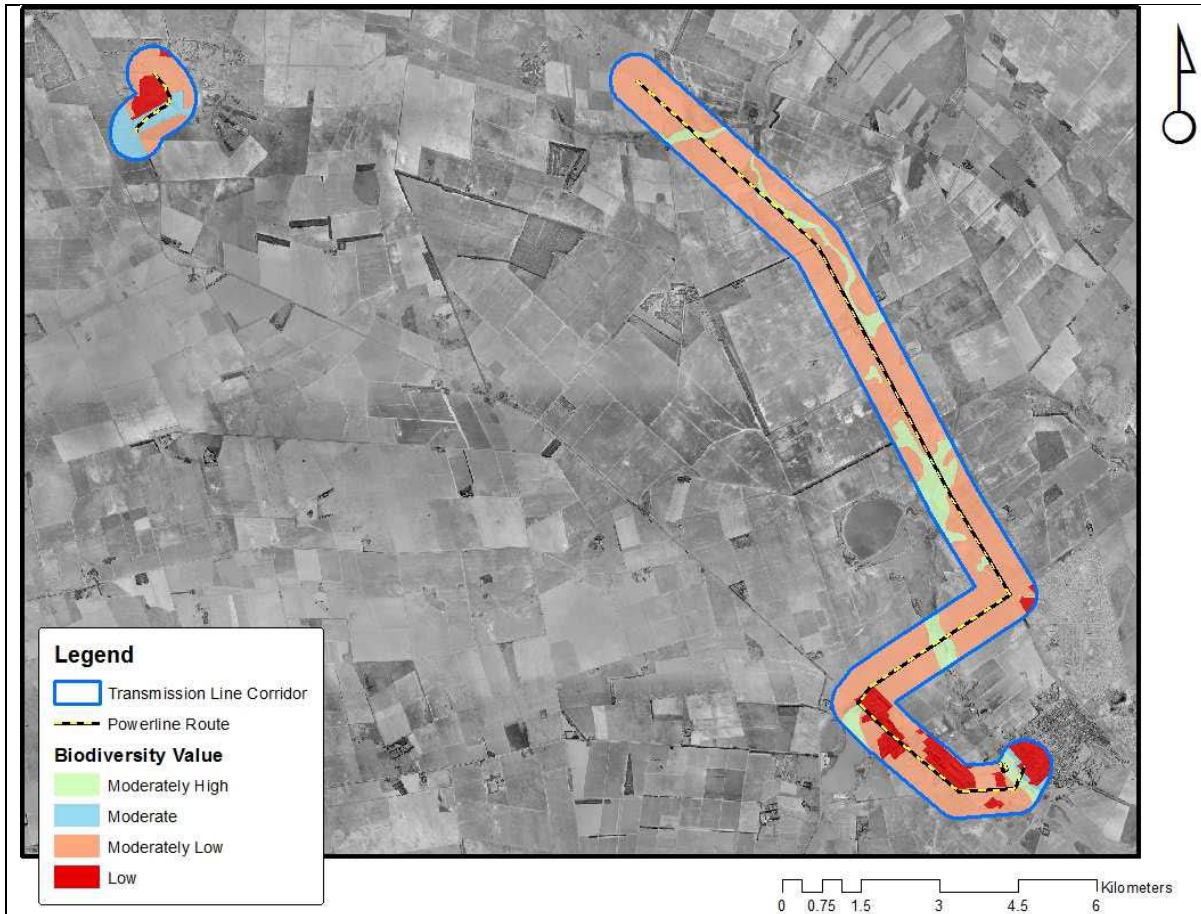 Legend
Transmission Line Corridor
Powerline Route
Biodiversity Value
Moderately High
Moderate
Moderately Low
Low
Kilometers
0 0.75 1.5 3 4.5 6